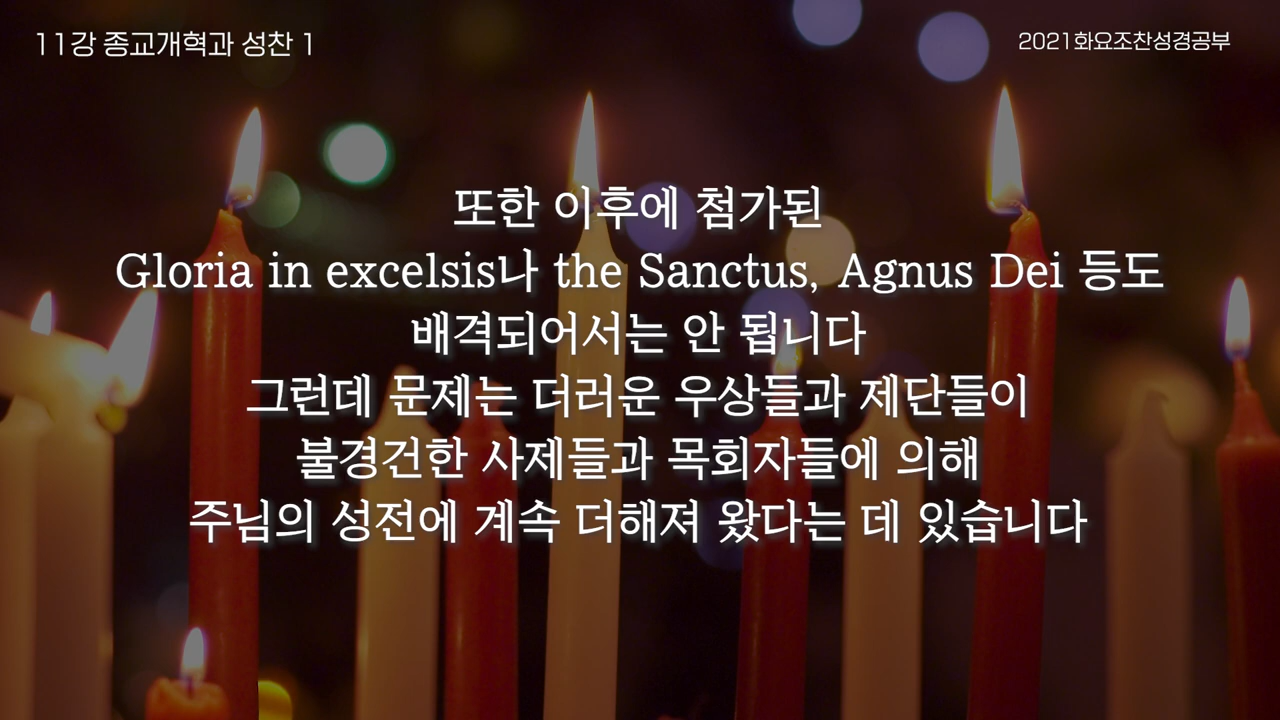 11강 종교개혁과 성찬 1
2021화요조찬성경공부
또한 이후에 첨가된
Gloria in excelsis나 the Sanctus, Agnus Dei 등도
배격되어서는 안 됩니다
그런데 문제는 더러운 우상들과 제단들이
불경건한 사제들과 목회자들에 의해
주님의 성전에 계속 더해져 왔다는 데 있습니다